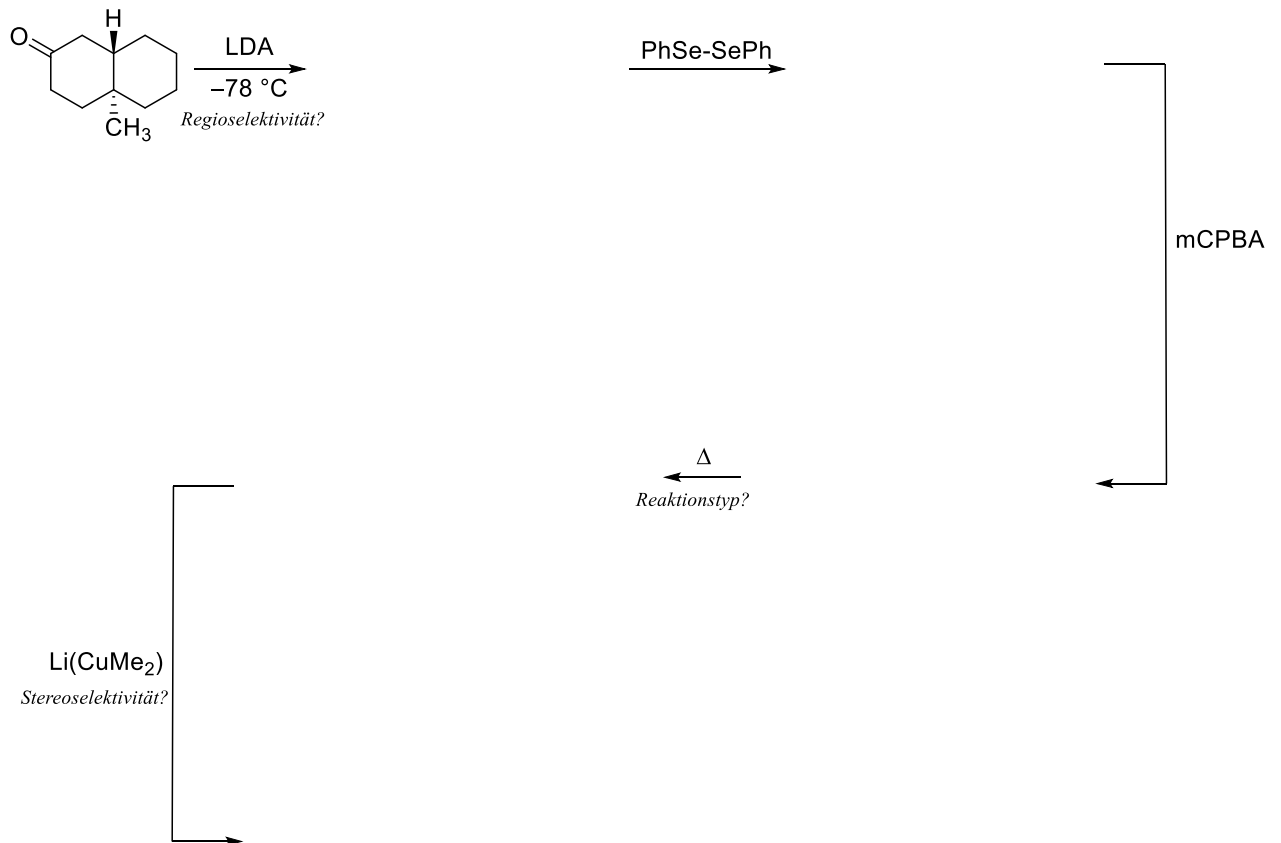 H
O
CH3
LDA
–78 °C
Regioselektivität?
PhSe-SePh
mCPBA
Δ
Reaktionstyp?
Li(CuMe2)
Stereoselektivität?